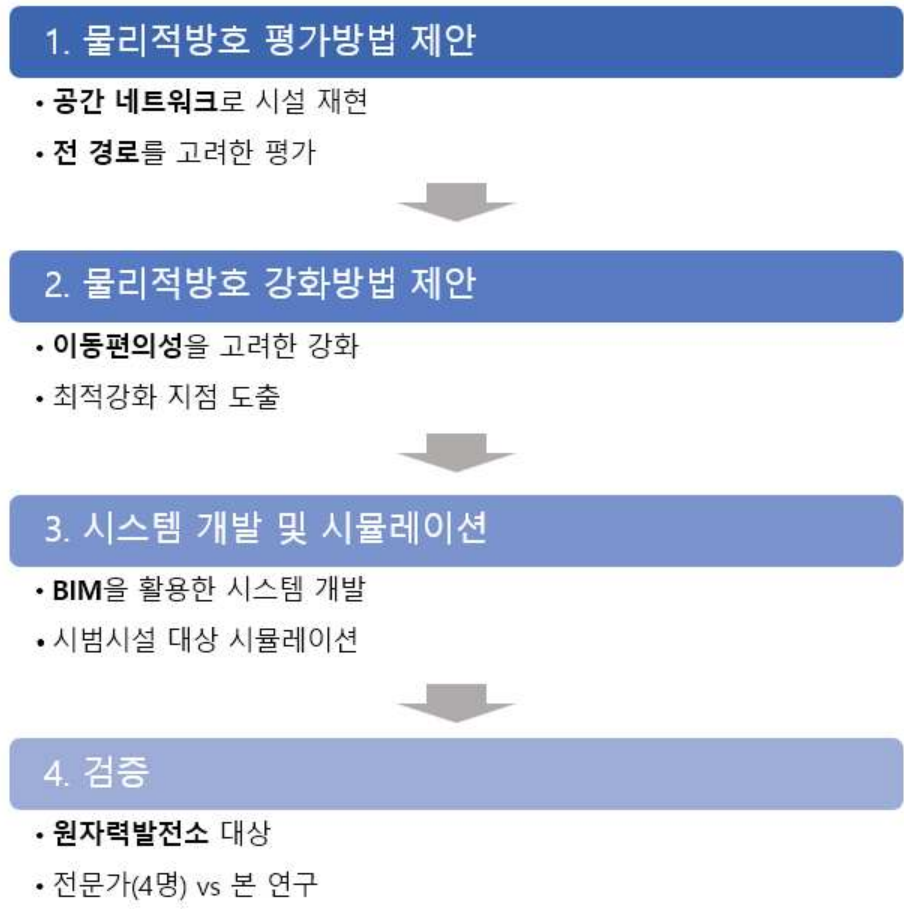 1. 물리적방호 평가방법 제안
• 공간 네트워크로 시설 재현
• 전 경로를 고려한 평가
2. 물리적방호 강화방법 제안
• 이동편의성을 고려한 강화
• 최적강화 지점 도출
3. 시스템 개발 및 시뮬레이션
• BIM을 활용한 시스템 개발
• 시범시설 대상 시뮬레이션
4. 검증
• 원자력발전소 대상
• 전문가(4명) vs 본 연구